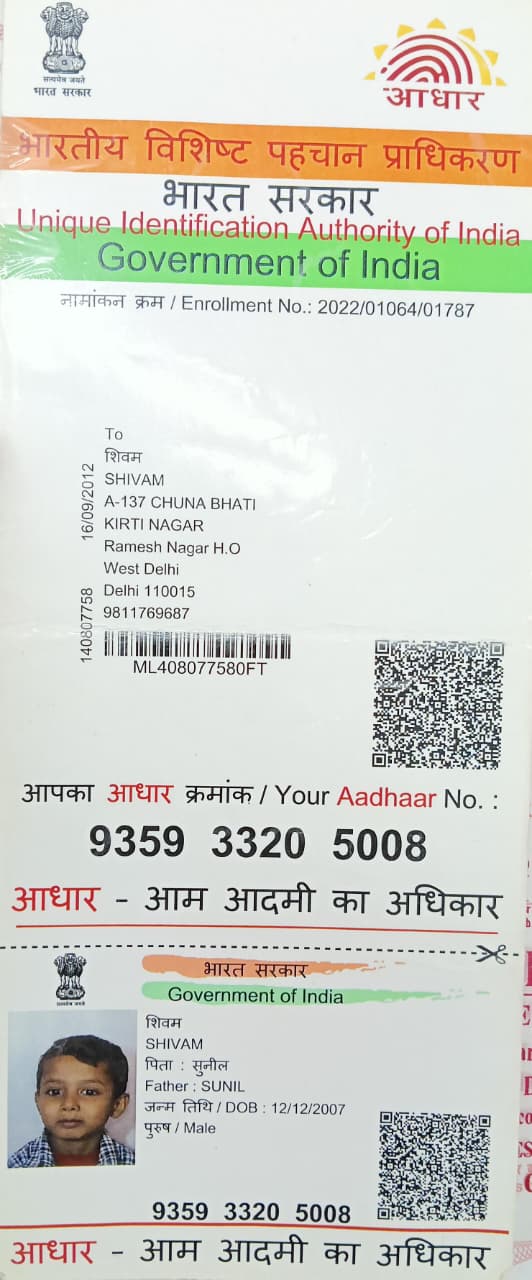 सत्यमेव जयते
भारत सरकार
आधार
भारतीय विशिष्ट पहचान प्राधिकरण
भारत सरकार
Unique Identification Authority of India
Government of India
नामांकन क्रम / Enrollment No.: 2022/01064/01787
To
शिवम
SHIVAM
A-137 CHUNA BHATI
KIRTI NAGAR
Ramesh Nagar H.O
West Delhi
Delhi 110015
9811769687
140807758 16/09/2012
ML408077580FT
आपका आधार क्रमांक / Your Aadhaar No. :
9359 3320 5008
आधार - आम आदमी का अधिकार
भारत सरकार
Government of India
सत्यमेव जयते
शिवम
SHIVAM
पिता : सुनील
Father : SUNIL
जन्म तिथि / DOB : 12/12/2007
पुरुष / Male
9359 3320 5008
आधार - आम आदमी का अधिकार